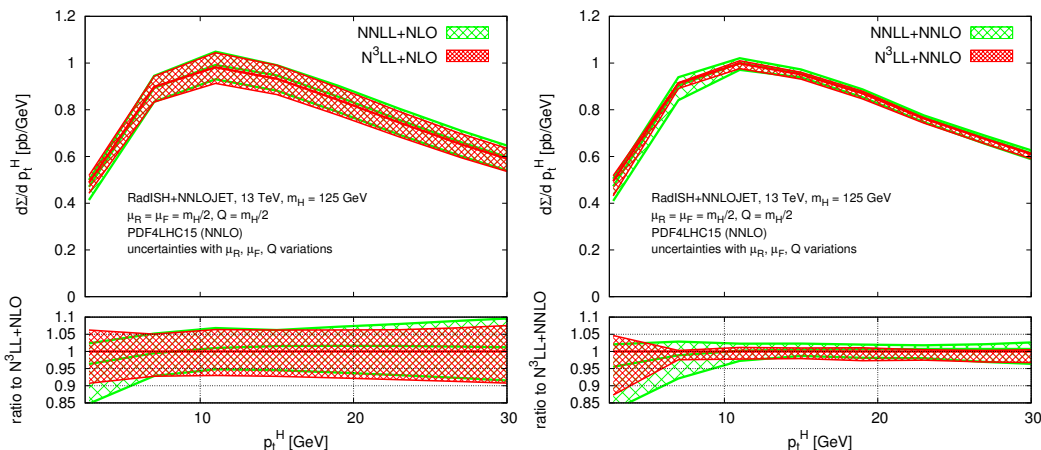 1.2
1
0.8
0.6
0.4
0.2
0
dΣ/d p_t^H [pb/GeV]
NNLL+NLO
N³LL+NLO
RadISH+NNLOJET, 13 TeV, m_H = 125 GeV
μ_R = μ_F = m_H/2, Q = m_H/2
PDF4LHC15 (NNLO)
uncertainties with μ_R, μ_F, Q variations
1.1
1.05
1
0.95
0.9
0.85
ratio to N³LL+NLO
10
20
30
p_t^H [GeV]
1.2
1
0.8
0.6
0.4
0.2
0
dΣ/d p_t^H [pb/GeV]
NNLL+NNLO
N³LL+NNLO
RadISH+NNLOJET, 13 TeV, m_H = 125 GeV
μ_R = μ_F = m_H/2, Q = m_H/2
PDF4LHC15 (NNLO)
uncertainties with μ_R, μ_F, Q variations
1.1
1.05
1
0.95
0.9
0.85
ratio to N³LL+NNLO
10
20
30
p_t^H [GeV]